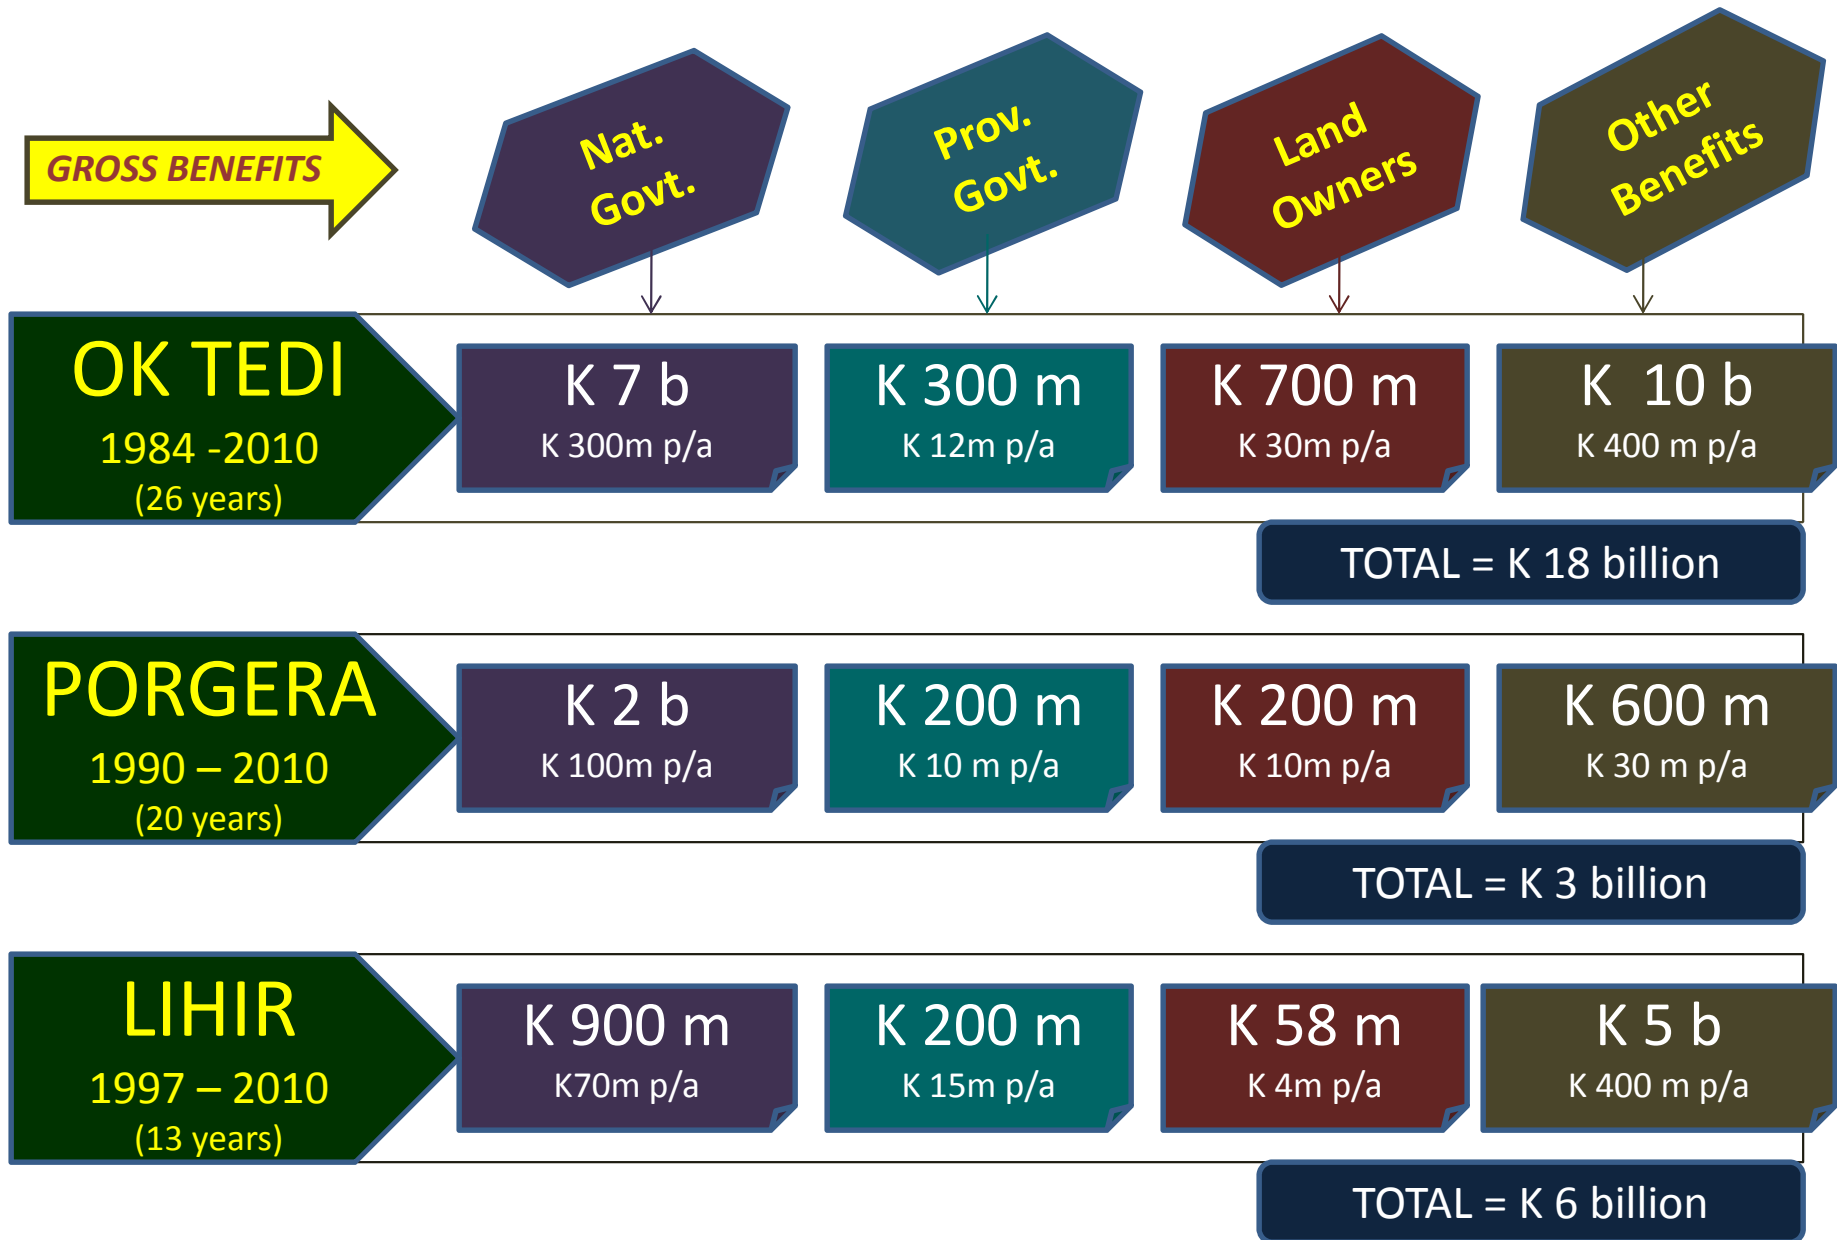 GROSS BENEFITS
Nat.
Govt.
Prov.
Govt.
Land
Owners
Other
Benefits
OK TEDI
1984 -2010
(26 years)
K 7 b
K 300m p/a
K 300 m
K 12m p/a
K 700 m
K 30m p/a
K  10 b
K 400 m p/a
TOTAL = K 18 billion
PORGERA
1990 – 2010
(20 years)
K 2 b
K 100m p/a
K 200 m
K 10 m p/a
K 200 m
K 10m p/a
K 600 m
K 30 m p/a
TOTAL = K 3 billion
LIHIR
1997 – 2010
(13 years)
K 900 m
K70m p/a
K 200 m
K 15m p/a
K 58 m
K 4m p/a
K 5 b
K 400 m p/a
TOTAL = K 6 billion